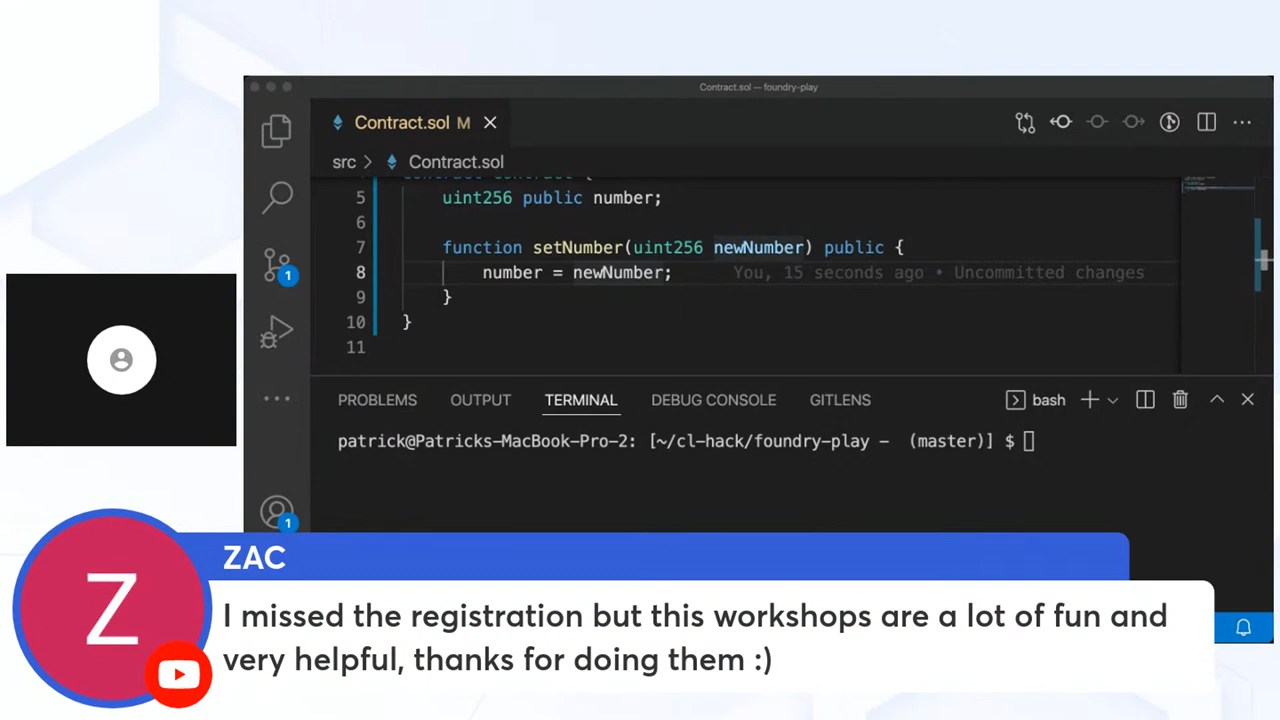 Contract.sol — foundry-play
Contract.sol M
src > Contract.sol
5 uint256 public number;
6
7 function setNumber(uint256 newNumber) public {
8 number = newNumber; You, 15 seconds ago • Uncommitted changes
9 }
10 }
11
1
PROBLEMS OUTPUT TERMINAL DEBUG CONSOLE GITLENS bash
patrick@Patricks-MacBook-Pro-2: [~/cl-hack/foundry-play - (master)] $
1
Z
ZAC
I missed the registration but this workshops are a lot of fun and
very helpful, thanks for doing them :)